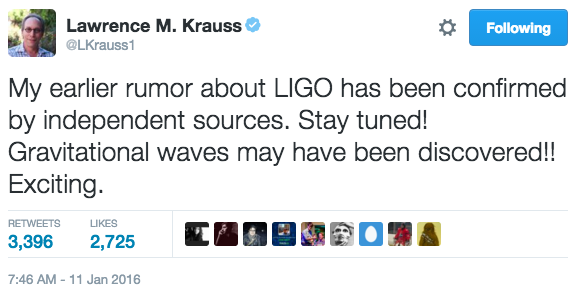 Lawrence M. Krauss
@LKrauss1
Following
My earlier rumor about LIGO has been confirmed
by independent sources. Stay tuned!
Gravitational waves may have been discovered!!
Exciting.
RETWEETS LIKES
3,396 2,725
7:46 AM - 11 Jan 2016